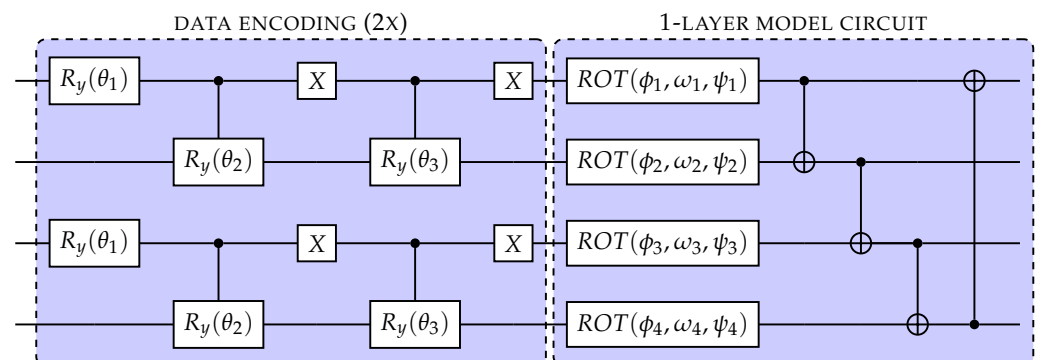 DATA ENCODING (2X) 1-LAYER MODEL CIRCUIT
R_y(θ_1) X X ROT(ϕ_1, ω_1, ψ_1)
R_y(θ_2) R_y(θ_3) ROT(ϕ_2, ω_2, ψ_2)
R_y(θ_1) X X ROT(ϕ_3, ω_3, ψ_3)
R_y(θ_2) R_y(θ_3) ROT(ϕ_4, ω_4, ψ_4)